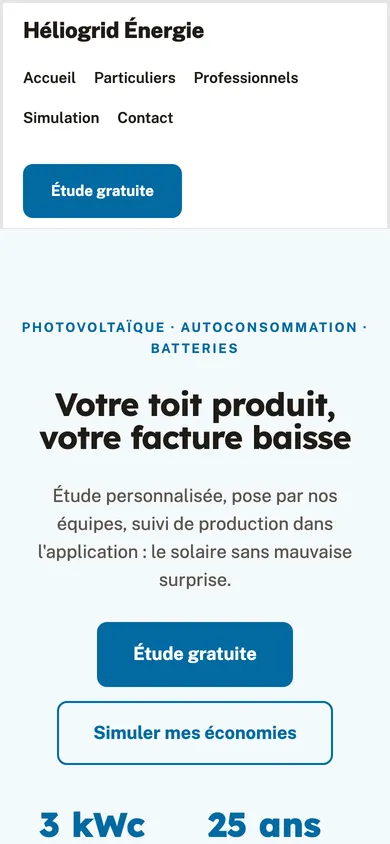 Héliogrid Énergie
Accueil Particuliers Professionnels
Simulation Contact
Étude gratuite
PHOTOVOLTAÏQUE · AUTOCONSOMMATION ·
BATTERIES
Votre toit produit,
votre facture baisse
Étude personnalisée, pose par nos
équipes, suivi de production dans
l'application : le solaire sans mauvaise
surprise.
Étude gratuite
Simuler mes économies
3 kWc 25 ans